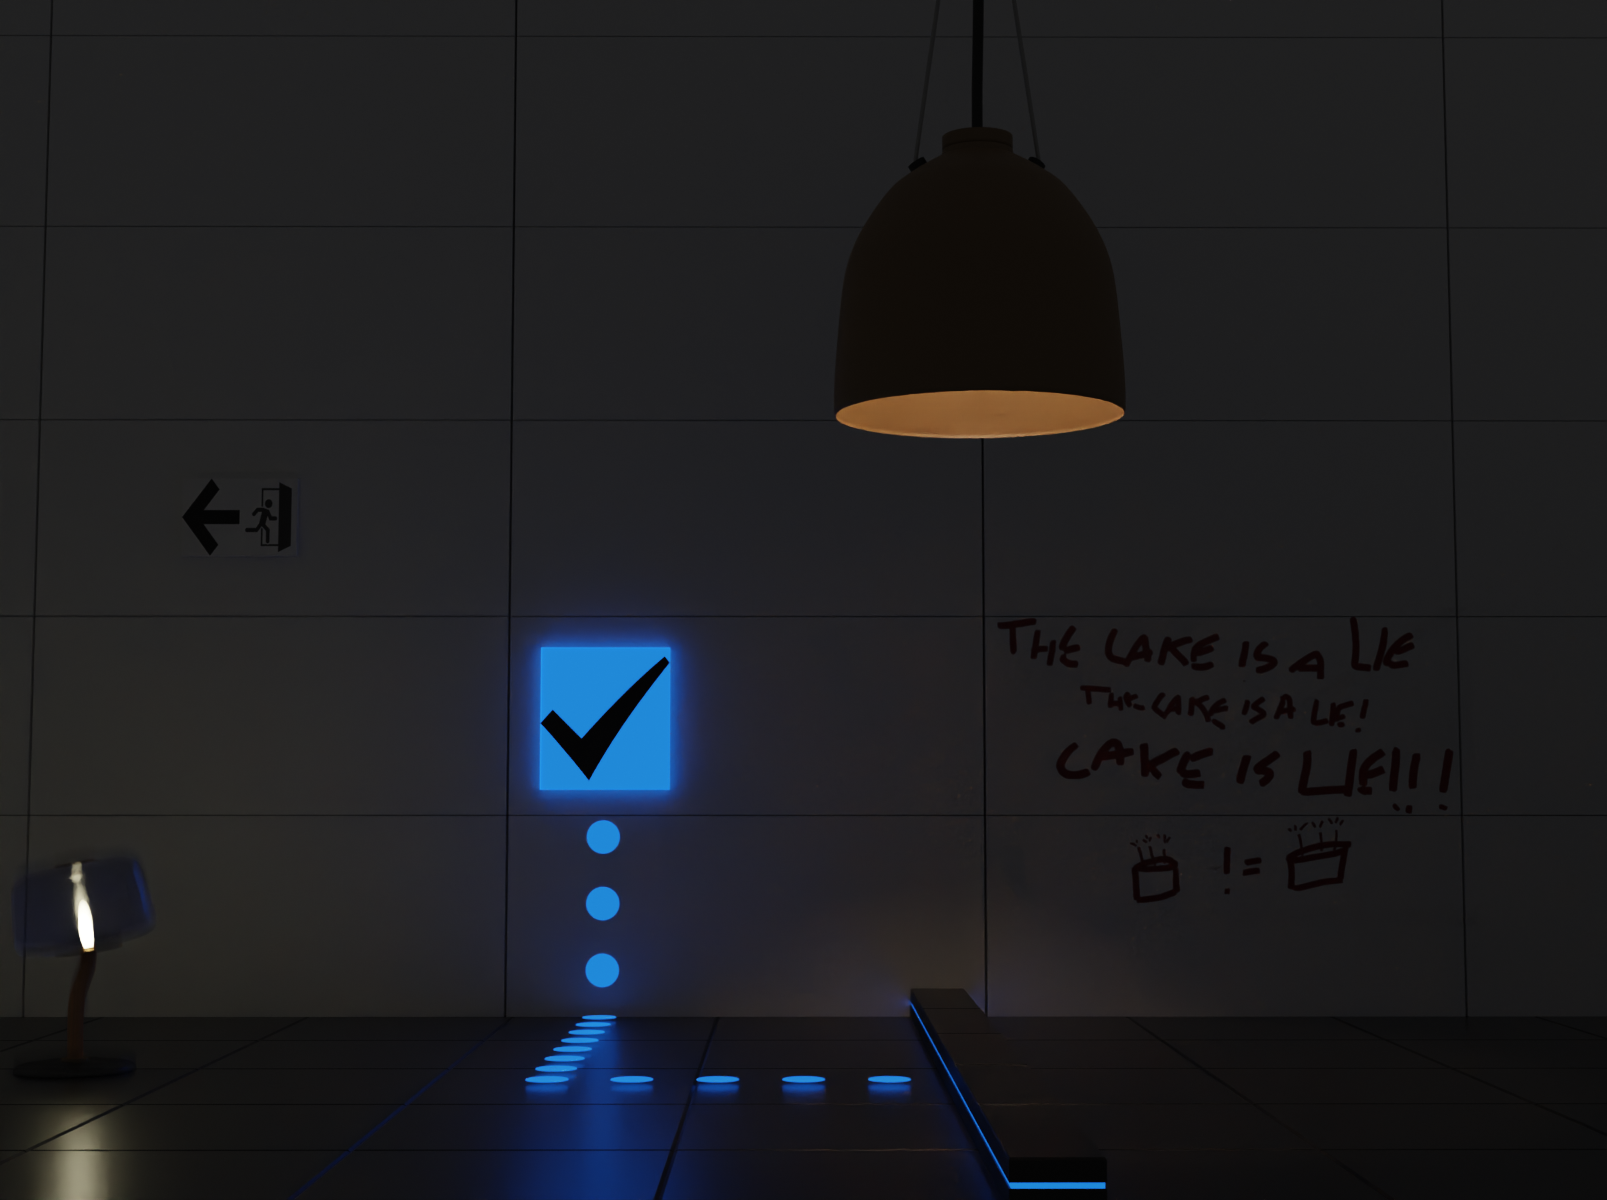 THE CAKE IS A LIE
THE CAKE IS A LIE!
CAKE IS LIE!!!
!=